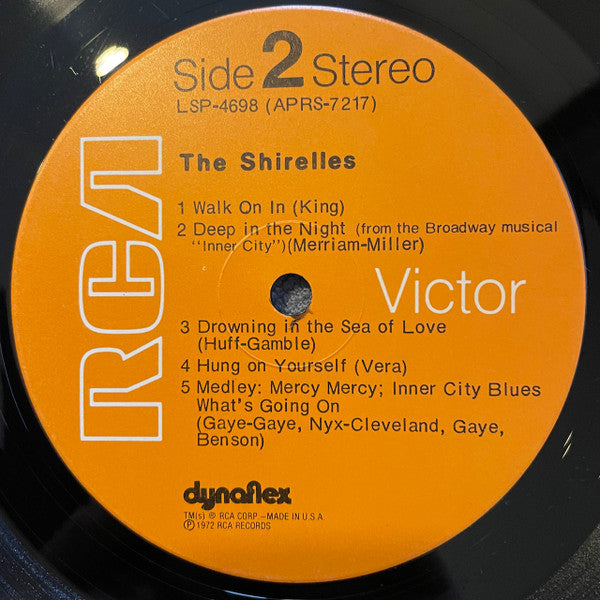 Side 2 Stereo
LSP-4698 (APRS-7217)
RCA
The Shirelles
1 Walk On In (King)
2 Deep in the Night (from the Broadway musical
"Inner City")(Merriam-Miller)
Victor
3 Drowning in the Sea of Love
(Huff-Gamble)
4 Hung on Yourself (Vera)
5 Medley: Mercy Mercy; Inner City Blues
What's Going On
(Gaye-Gaye, Nyx-Cleveland, Gaye,
Benson)
dynaflex
TM(s) ® RCA CORP.—MADE IN U.S.A.
℗ 1972 RCA RECORDS